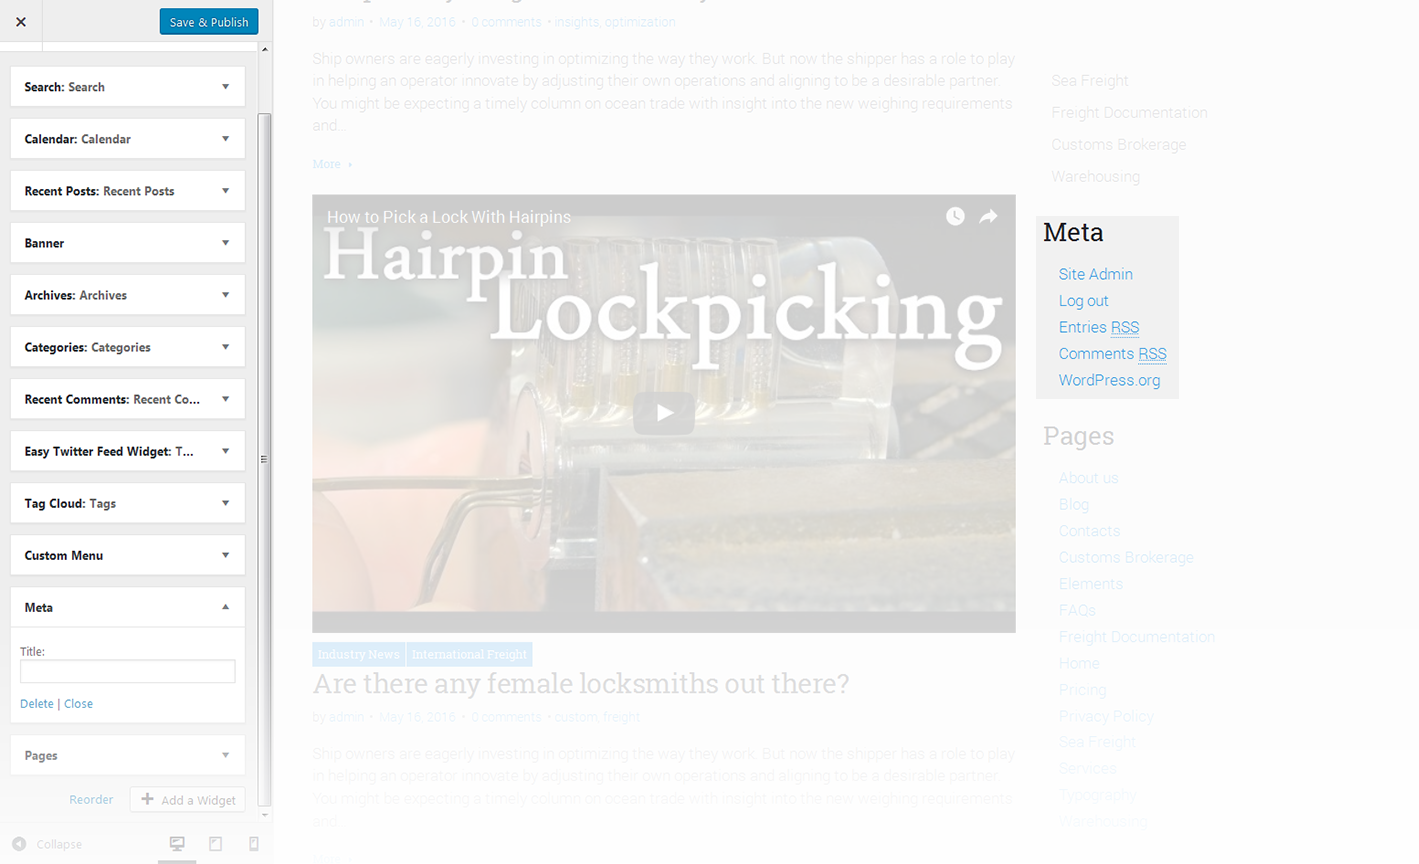 Save & Publish
Search: Search
Calendar: Calendar
Recent Posts: Recent Posts
Banner
Archives: Archives
Categories: Categories
Recent Comments: Recent Co...
Easy Twitter Feed Widget: T...
Tag Cloud: Tags
Custom Menu
Meta
Title:
Delete | Close
Pages
Reorder
Add a Widget
Collapse
by admin • May 16, 2016 • 0 comments • insights, optimization
Ship owners are eagerly investing in optimizing the way they work. But now the shipper has a role to play
in helping an operator innovate by adjusting their own operations and aligning to be a desirable partner.
You might be expecting a timely column on ocean trade with insight into the new weighing requirements
and...
More
How to Pick a Lock With Hairpins
Hairpin
Lockpicking
Industry News
International Freight
Are there any female locksmiths out there?
by admin • May 16, 2016 • 0 comments • custom, freight
Ship owners are eagerly investing in optimizing the way they work. But now the shipper has a role to play
in helping an operator innovate by adjusting their own operations and aligning to be a desirable partner.
You might be expecting a timely column on ocean trade with insight into the new weighing requirements
and...
Sea Freight
Freight Documentation
Customs Brokerage
Warehousing
Meta
Site Admin
Log out
Entries RSS
Comments RSS
WordPress.org
Pages
About us
Blog
Contacts
Customs Brokerage
Elements
FAQs
Freight Documentation
Home
Pricing
Privacy Policy
Sea Freight
Services
Typography
Warehousing